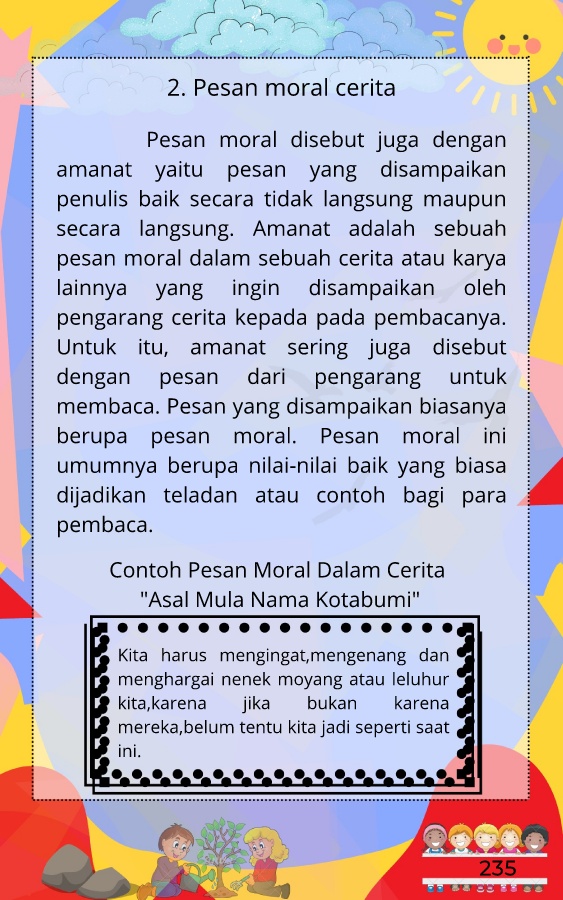 2. Pesan moral cerita
Pesan moral disebut juga dengan
amanat yaitu pesan yang disampaikan
penulis baik secara tidak langsung maupun
secara langsung. Amanat adalah sebuah
pesan moral dalam sebuah cerita atau karya
lainnya yang ingin disampaikan oleh
pengarang cerita kepada pada pembacanya.
Untuk itu, amanat sering juga disebut
dengan pesan dari pengarang untuk
membaca. Pesan yang disampaikan biasanya
berupa pesan moral. Pesan moral ini
umumnya berupa nilai-nilai baik yang biasa
dijadikan teladan atau contoh bagi para
pembaca.
Contoh Pesan Moral Dalam Cerita
"Asal Mula Nama Kotabumi"
Kita harus mengingat,mengenang dan
menghargai nenek moyang atau leluhur
kita,karena jika bukan karena
mereka,belum tentu kita jadi seperti saat
ini.
235